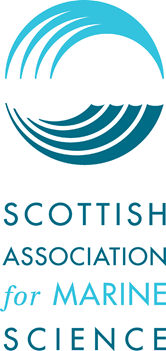 SCOTTISH
ASSOCIATION
for MARINE
SCIENCE